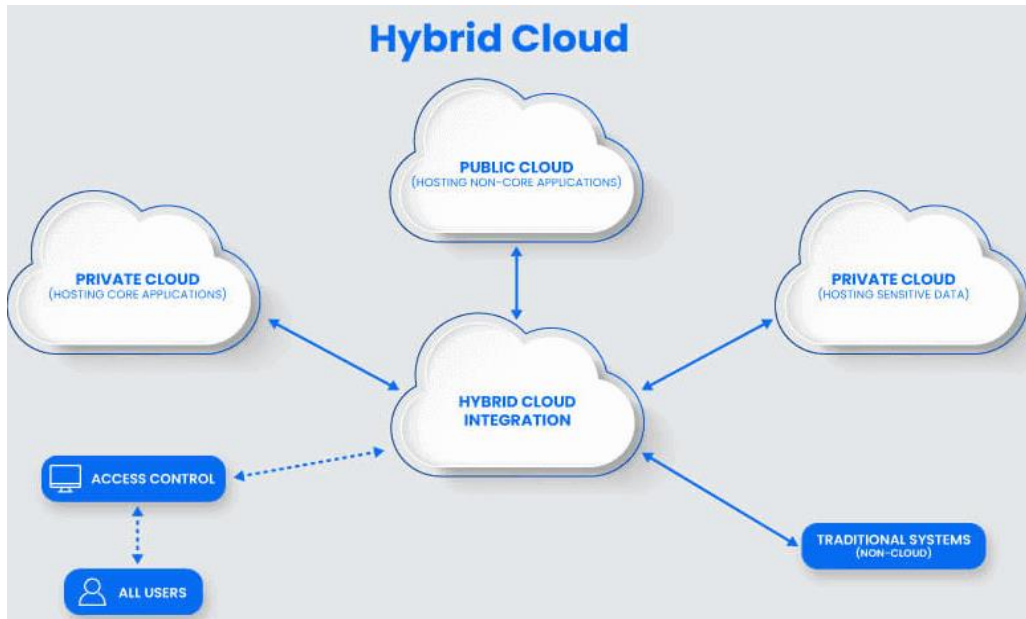 Hybrid Cloud
PUBLIC CLOUD
(HOSTING NON-CORE APPLICATIONS)
PRIVATE CLOUD
(HOSTING CORE APPLICATIONS)
PRIVATE CLOUD
(HOSTING SENSITIVE DATA)
HYBRID CLOUD
INTEGRATION
ACCESS CONTROL
TRADITIONAL SYSTEMS
(NON-CLOUD)
ALL USERS